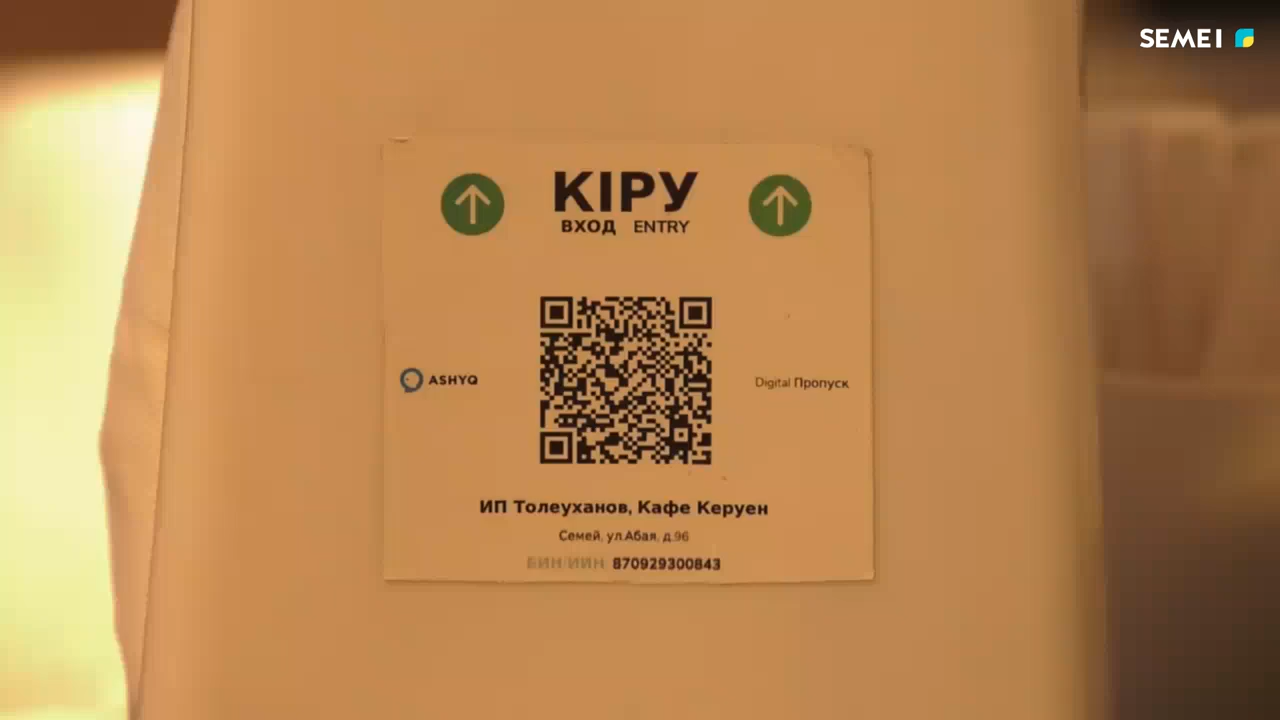 SEMEI
КІРУ
ВХОД ENTRY
ASHYQ
Digital Пропуск
ИП Толеуханов, Кафе Керуен
Семей, ул.Абая, д.96
БИН/ИИН 870929300843